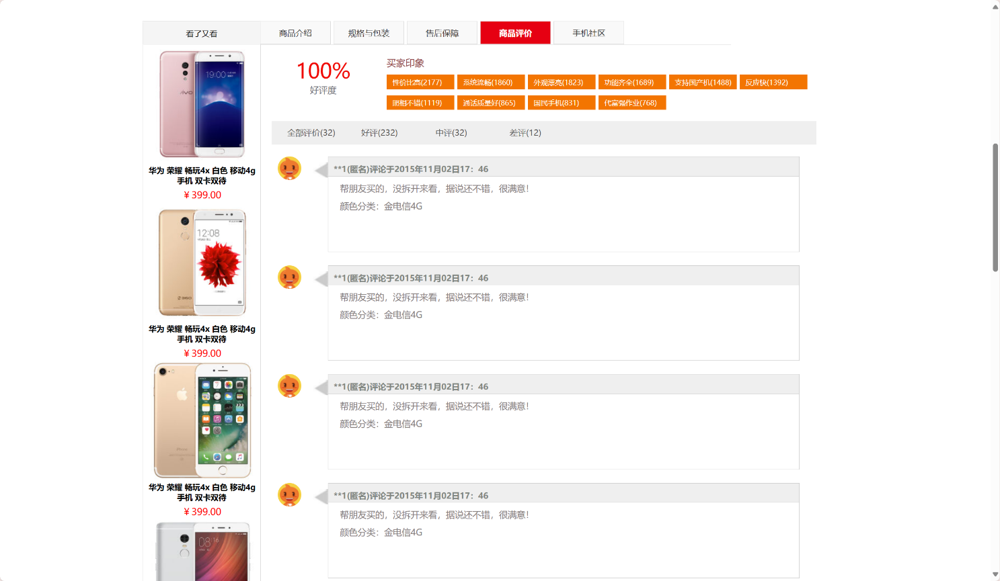 看了又看
商品介绍
规格与包装
售后保障
商品评价
手机社区
100%
好评度
买家印象
性价比高(2177)
系统流畅(1860)
外观漂亮(1823)
功能齐全(1689)
支持国产机(1488)
反应快(1392)
照相不错(1119)
通话质量好(865)
国民手机(831)
代富强作业(768)
全部评价(32)
好评(232)
中评(32)
差评(12)
19:00
vivo
华为 荣耀 畅玩4x 白色 移动4g
手机 双卡双待
¥ 399.00
12:08
360
华为 荣耀 畅玩4x 白色 移动4g
手机 双卡双待
¥ 399.00
华为 荣耀 畅玩4x 白色 移动4g
手机 双卡双待
¥ 399.00
08:16
**1(匿名)评论于2015年11月02日17：46
帮朋友买的，没拆开来看，据说还不错，很满意！
颜色分类：金电信4G
**1(匿名)评论于2015年11月02日17：46
帮朋友买的，没拆开来看，据说还不错，很满意！
颜色分类：金电信4G
**1(匿名)评论于2015年11月02日17：46
帮朋友买的，没拆开来看，据说还不错，很满意！
颜色分类：金电信4G
**1(匿名)评论于2015年11月02日17：46
帮朋友买的，没拆开来看，据说还不错，很满意！
颜色分类：金电信4G